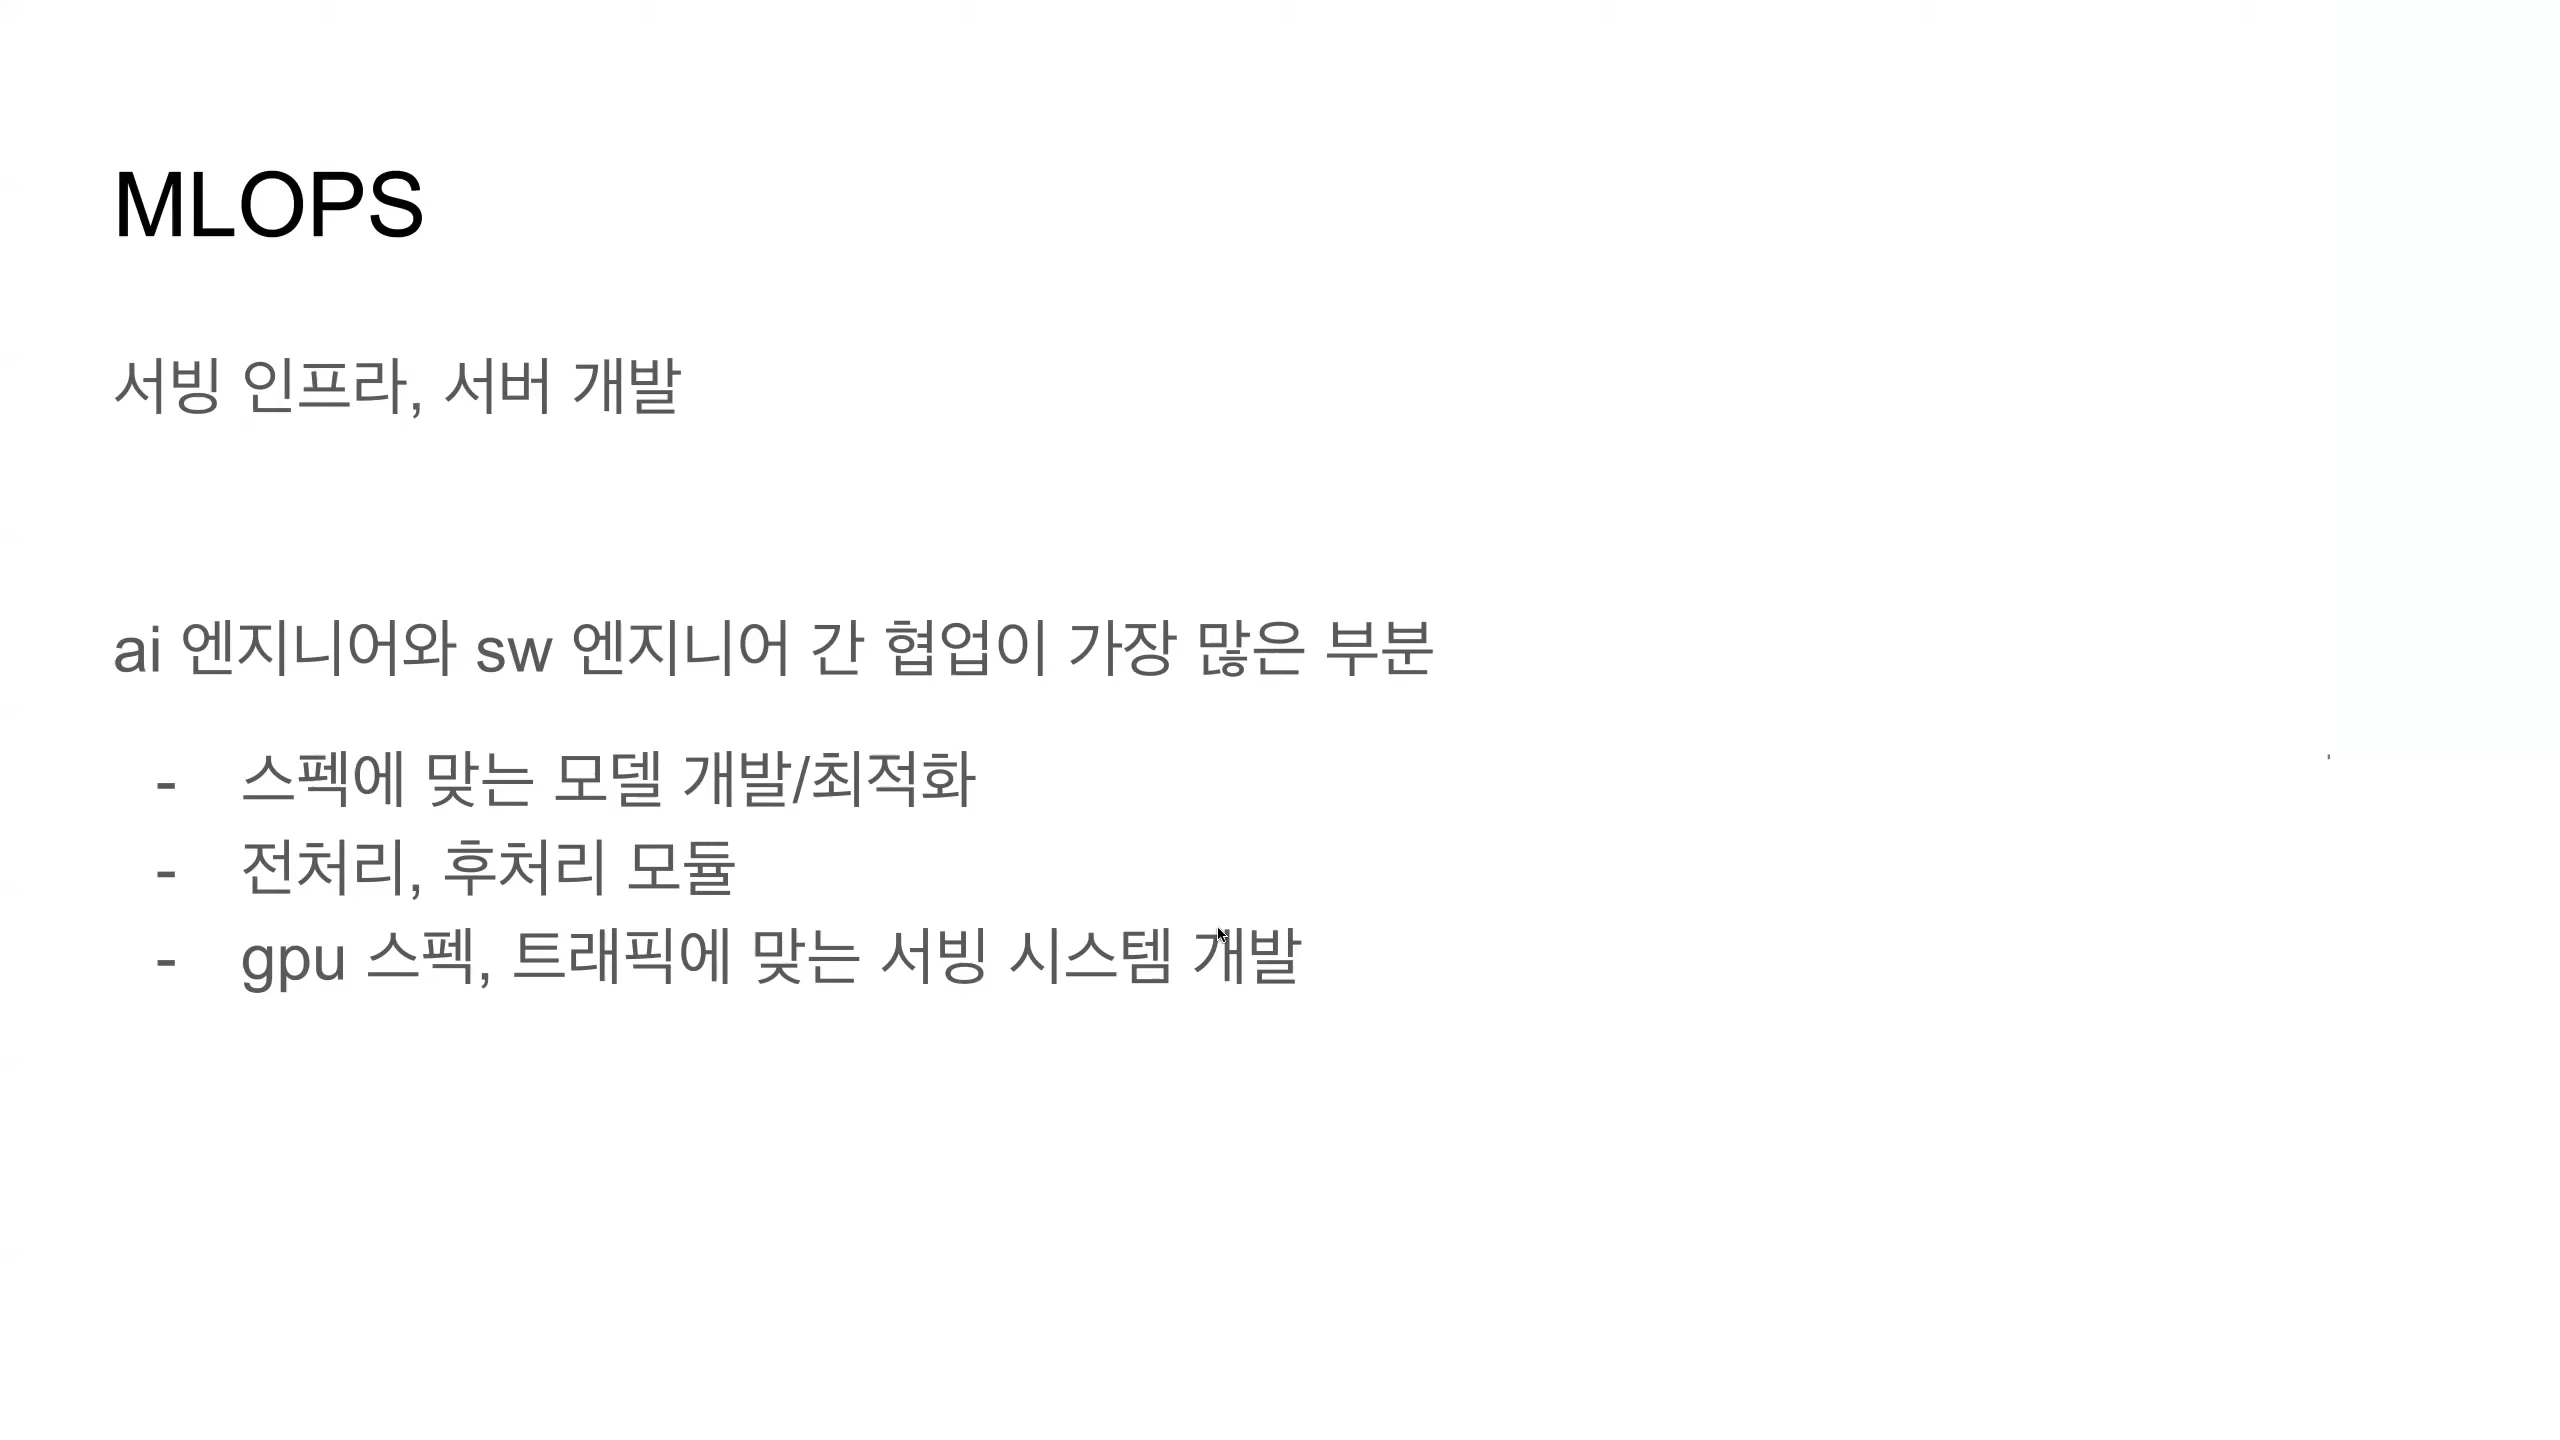 MLOPS
서빙 인프라, 서버 개발
ai 엔지니어와 sw 엔지니어 간 협업이 가장 많은 부분
- 스펙에 맞는 모델 개발/최적화
- 전처리, 후처리 모듈
- gpu 스펙, 트래픽에 맞는 서빙 시스템 개발